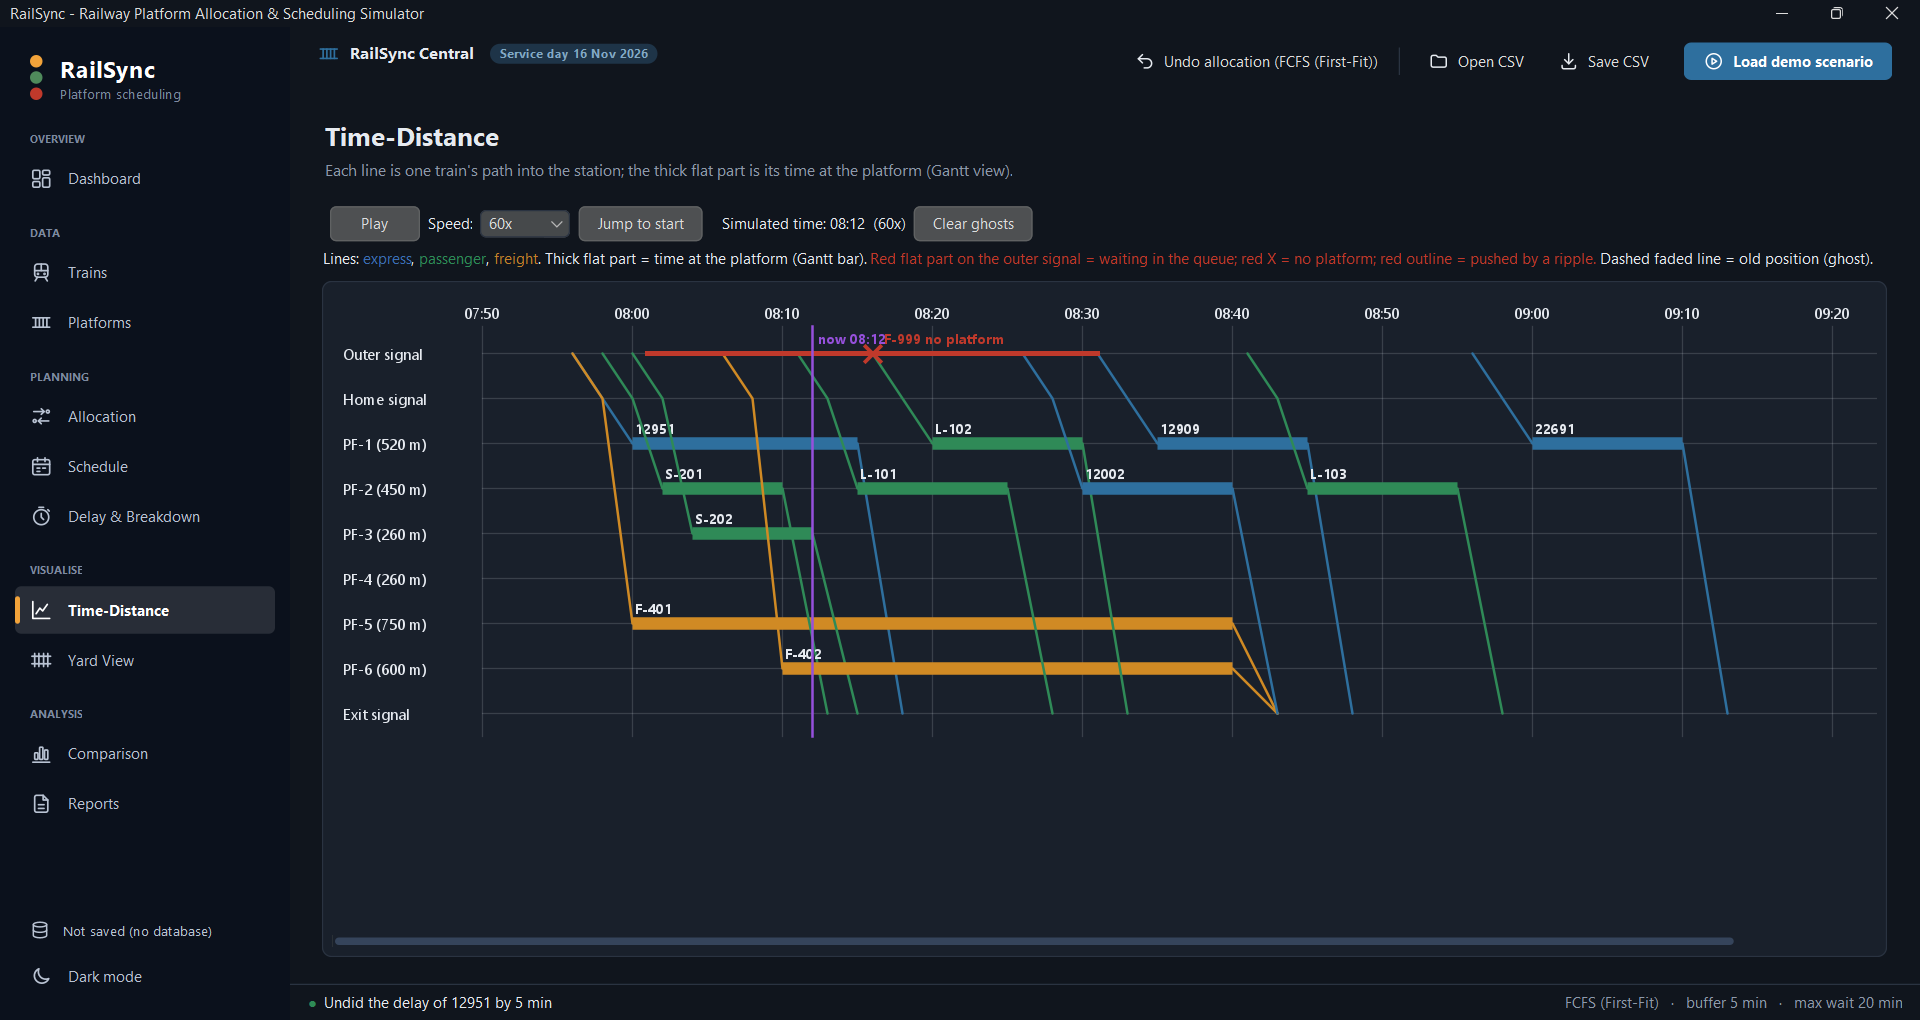 RailSync - Railway Platform Allocation & Scheduling Simulator
RailSync
Platform scheduling
OVERVIEW
Dashboard
DATA
Trains
Platforms
PLANNING
Allocation
Schedule
Delay & Breakdown
VISUALISE
Time-Distance
Yard View
ANALYSIS
Comparison
Reports
Not saved (no database)
Dark mode
RailSync Central
Service day 16 Nov 2026
Undo allocation (FCFS (First-Fit))
Open CSV
Save CSV
Load demo scenario
Time-Distance
Each line is one train's path into the station; the thick flat part is its time at the platform (Gantt view).
Play
Speed:
60x
Jump to start
Simulated time: 08:12 (60x)
Clear ghosts
Lines: express, passenger, freight. Thick flat part = time at the platform (Gantt bar). Red flat part on the outer signal = waiting in the queue; red X = no platform; red outline = pushed by a ripple. Dashed faded line = old position (ghost).
07:50 08:00 08:10 08:20 08:30 08:40 08:50 09:00 09:10 09:20
now 08:12
F-999 no platform
Outer signal
Home signal
PF-1 (520 m)
12951
L-102
12909
22691
PF-2 (450 m)
S-201
L-101
12002
L-103
PF-3 (260 m)
S-202
PF-4 (260 m)
PF-5 (750 m)
F-401
PF-6 (600 m)
F-402
Exit signal
Undid the delay of 12951 by 5 min
FCFS (First-Fit) · buffer 5 min · max wait 20 min